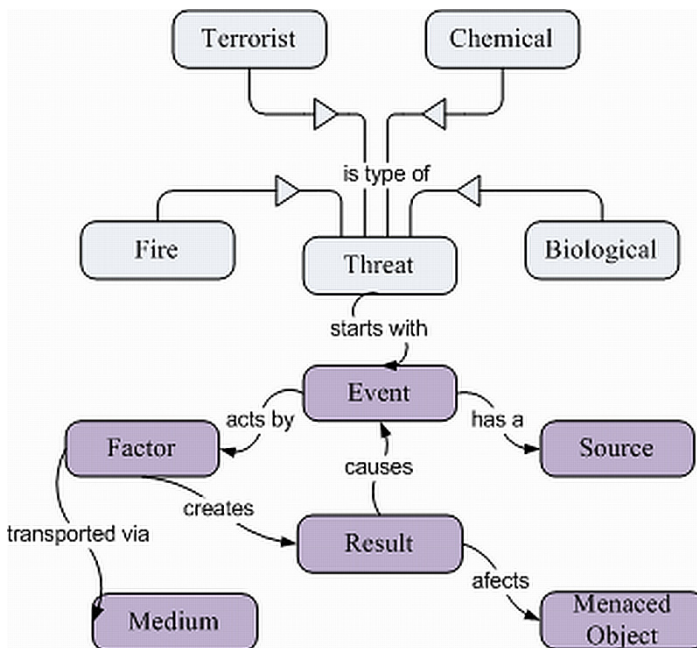 Terrorist
Chemical
is type of
Fire
Threat
Biological
starts with
Event
acts by
has a
Factor
Source
causes
creates
transported via
Result
afects
Medium
Menaced
Object